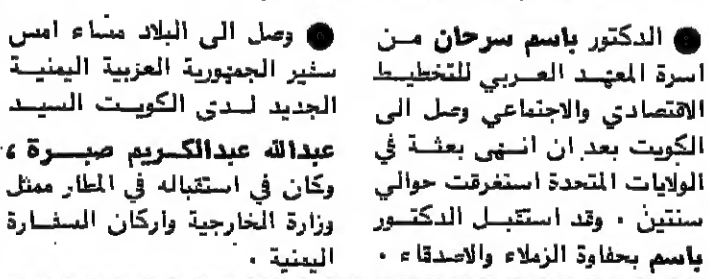 ● الدكتور باسم سرحان من
اسرة المعهد العربي للتخطيط
الاقتصادي والاجتماعي وصل الى
الكويت بعد ان انهى بعثة في
الولايات المتحدة استغرقت حوالي
سنتين . وقد استقبل الدكتور
باسم بحفاوة الزملاء والاصدقاء .
● وصل الى البلاد مساء امس
سفير الجمهورية العربية اليمنية
الجديد لدى الكويت السيد
عبدالله عبدالكريم صبرة ،
وكان في استقباله في المطار ممثل
وزارة الخارجية واركان السفارة
اليمنية .